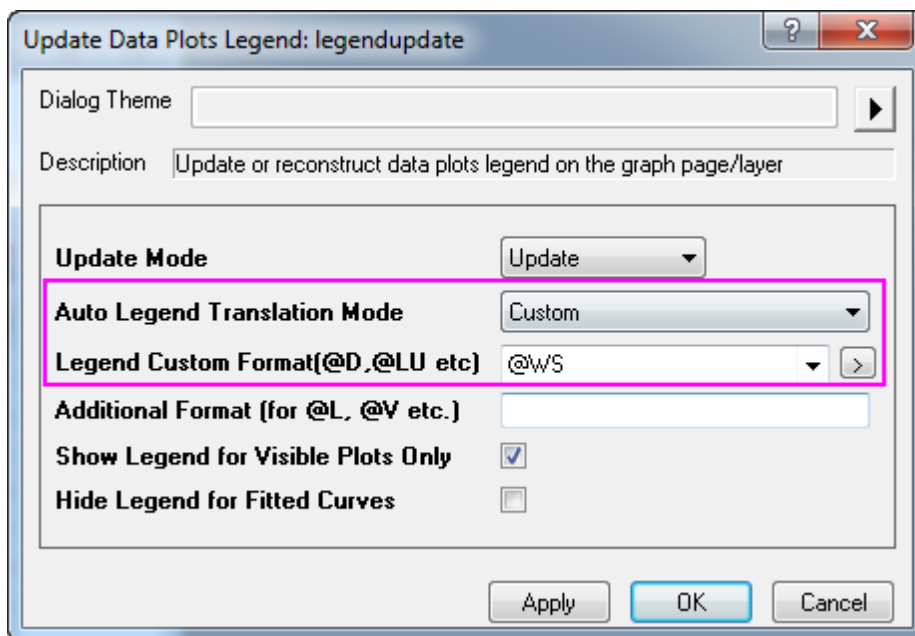 Update Data Plots Legend: legendupdate
Dialog Theme
Description Update or reconstruct data plots legend on the graph page/layer
Update Mode Update
Auto Legend Translation Mode Custom
Legend Custom Format(@D,@LU etc) @WS >
Additional Format (for @L, @V etc.)
Show Legend for Visible Plots Only
Hide Legend for Fitted Curves
Apply OK Cancel